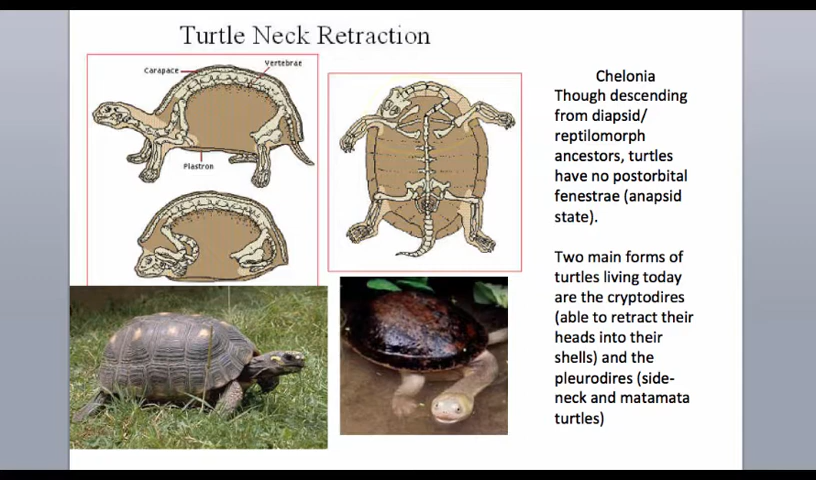 Turtle Neck Retraction
Carapace
Vertebrae
Plastron
Chelonia
Though descending
from diapsid/
reptilomorph
ancestors, turtles
have no postorbital
fenestrae (anapsid
state).
Two main forms of
turtles living today
are the cryptodires
(able to retract their
heads into their
shells) and the
pleurodires (side-
neck and matamata
turtles)